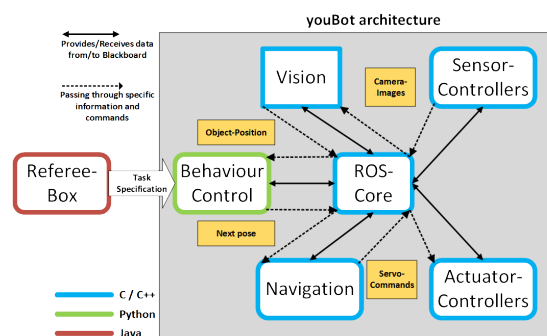 youBot architecture
Provides/Receives data
from/to Blackboard
Passing through specific
information and
commands
Vision
Camera-
Images
Sensor-
Controllers
Object-Position
Referee-
Box
Task
Specification
Behaviour
Control
ROS-
Core
Next pose
Navigation
Servo-
Commands
Actuator-
Controllers
C / C++
Python
Java